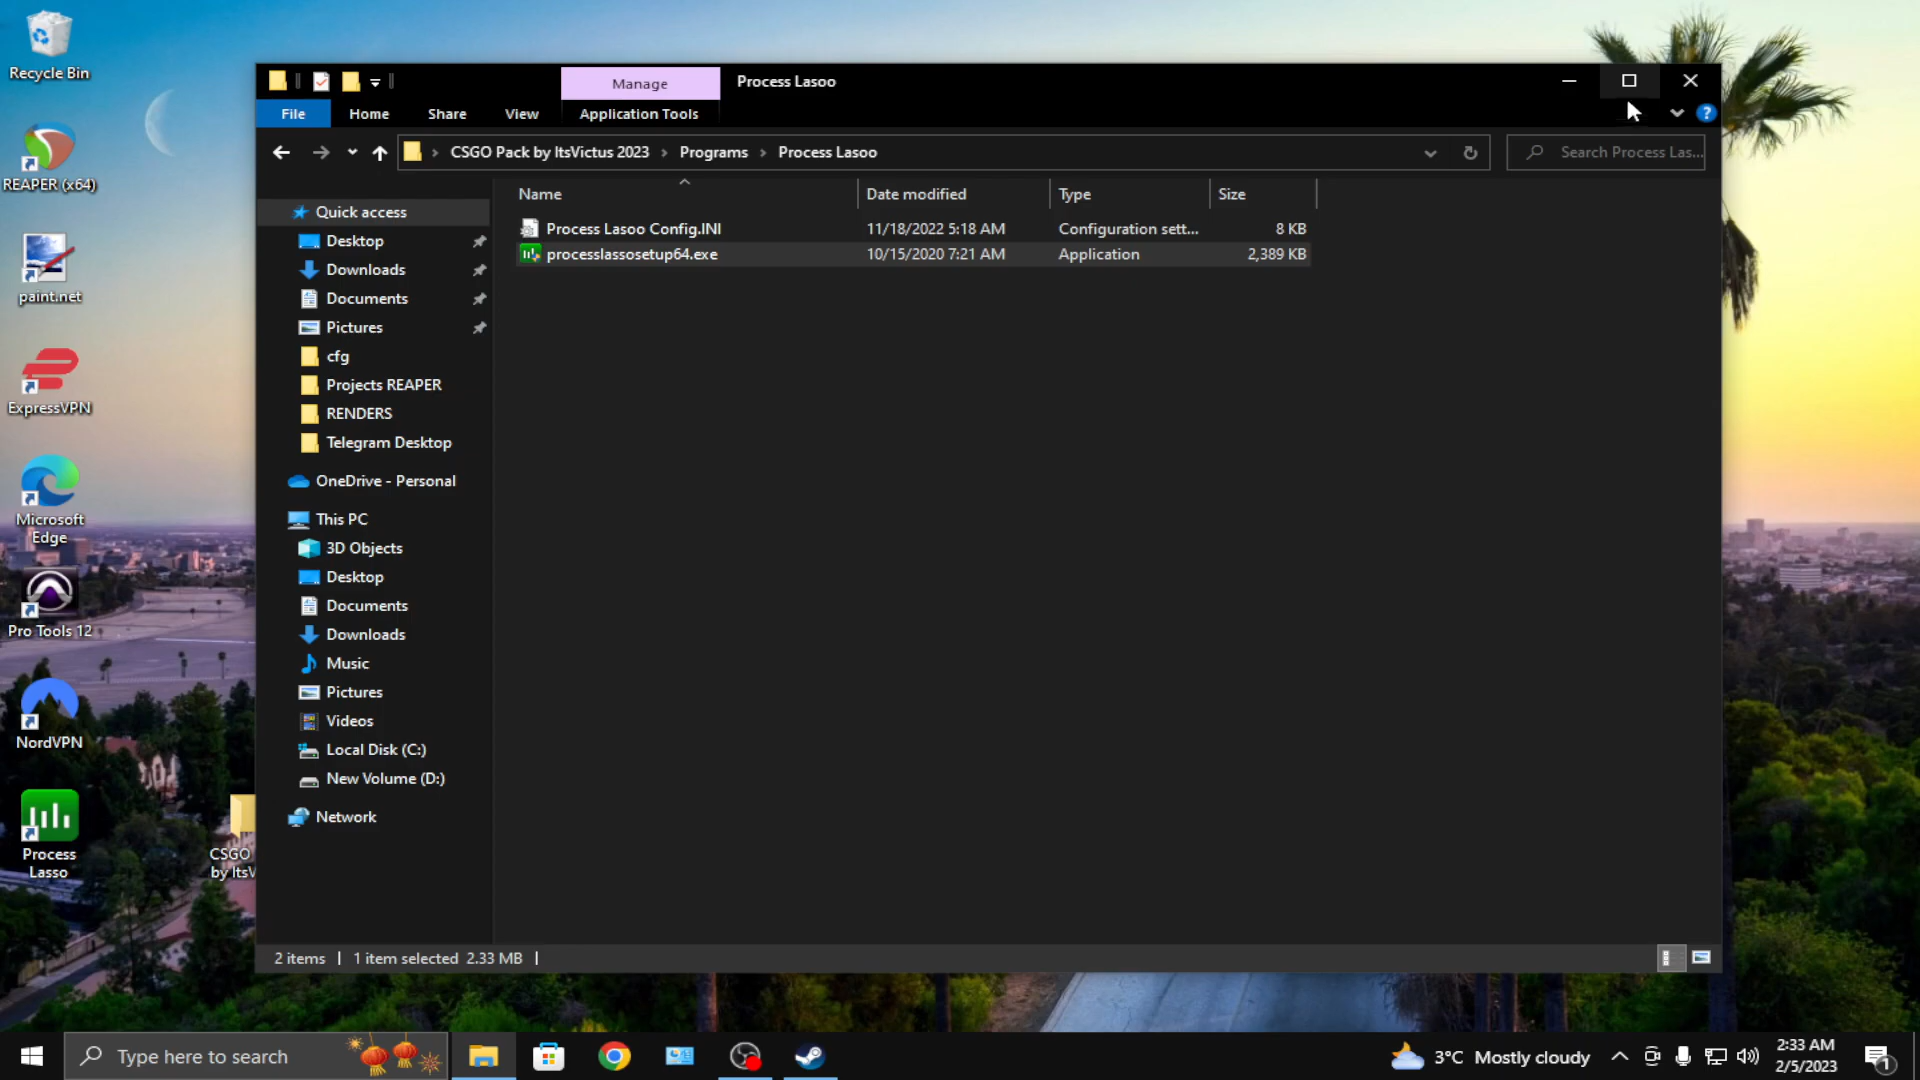 Recycle Bin
REAPER (x64)
paint.net
ExpressVPN
Microsoft
Edge
Pro Tools 12
NordVPN
Process
Lasso
CSGO
by ItsV
Manage
Process Lasoo
File
Home
Share
View
Application Tools
CSGO Pack by ItsVictus 2023
Programs
Process Lasoo
Search Process Las...
Name
Date modified
Type
Size
Process Lasoo Config.INI
11/18/2022 5:18 AM
Configuration sett...
8 KB
processlassosetup64.exe
10/15/2020 7:21 AM
Application
2,389 KB
Quick access
Desktop
Downloads
Documents
Pictures
cfg
Projects REAPER
RENDERS
Telegram Desktop
OneDrive - Personal
This PC
3D Objects
Desktop
Documents
Downloads
Music
Pictures
Videos
Local Disk (C:)
New Volume (D:)
Network
2 items
1 item selected 2.33 MB
Type here to search
3°C Mostly cloudy
2:33 AM
2/5/2023
1